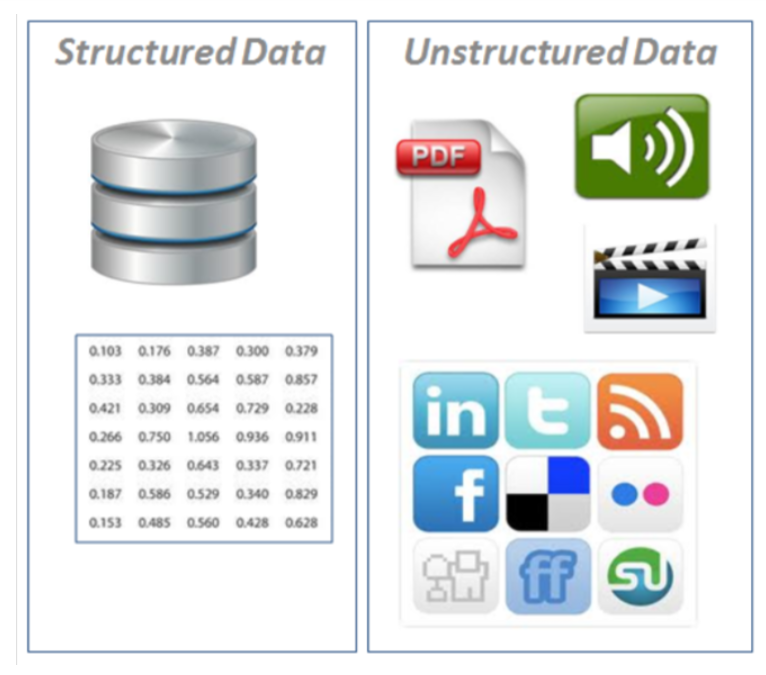 Structured Data
0.103 0.176 0.387 0.300 0.379
0.333 0.384 0.564 0.587 0.857
0.421 0.309 0.654 0.729 0.228
0.266 0.750 1.056 0.936 0.911
0.225 0.326 0.643 0.337 0.721
0.187 0.586 0.529 0.340 0.829
0.153 0.485 0.560 0.428 0.628
Unstructured Data
PDF
in t
f
ff su